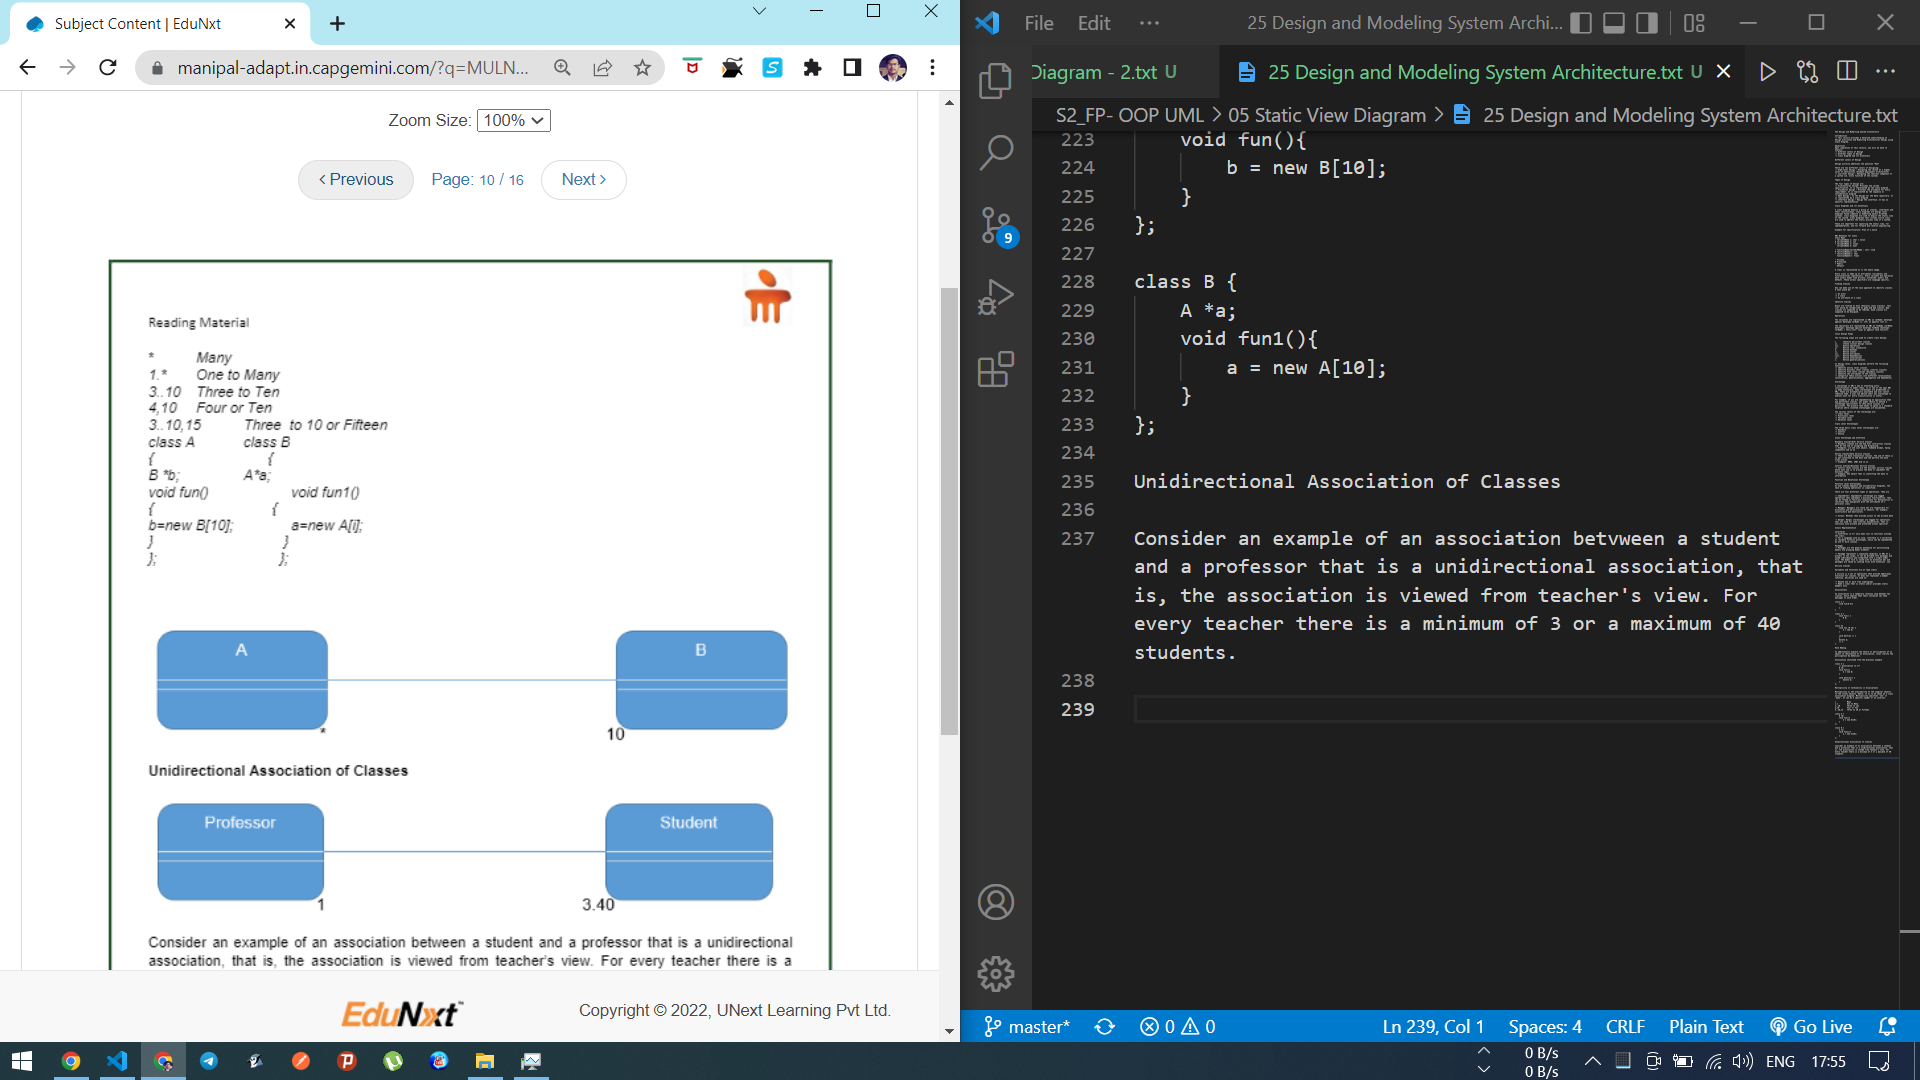 Subject Content | EduNxt
manipal-adapt.in.capgemini.com/?q=MULN...
Zoom Size: 100%
< Previous Page: 10 / 16 Next >
Reading Material
* Many
1.* One to Many
3..10 Three to Ten
4,10 Four or Ten
3..10,15 Three to 10 or Fifteen
class A class B
{ {
B *b; A*a;
void fun() void fun1()
{ {
b=new B[10]; a=new A[i];
} }
}; };
A B
* 10
Unidirectional Association of Classes
Professor Student
1 3.40
Consider an example of an association between a student and a professor that is a unidirectional
association, that is, the association is viewed from teacher's view. For every teacher there is a
EduNxt™ Copyright © 2022, UNext Learning Pvt Ltd.
File Edit ··· 25 Design and Modeling System Archi...
Diagram - 2.txt U 25 Design and Modeling System Architecture.txt U
S2_FP- OOP UML > 05 Static View Diagram > 25 Design and Modeling System Architecture.txt
9
223 void fun(){
224 b = new B[10];
225 }
226 };
227
228 class B {
229 A *a;
230 void fun1(){
231 a = new A[10];
232 }
233 };
234
235 Unidirectional Association of Classes
236
237 Consider an example of an association betvween a student
and a professor that is a unidirectional association, that
is, the association is viewed from teacher's view. For
every teacher there is a minimum of 3 or a maximum of 40
students.
238
239
master* 0 0 Ln 239, Col 1 Spaces: 4 CRLF Plain Text Go Live
0 B/s
0 B/s
ENG 17:55